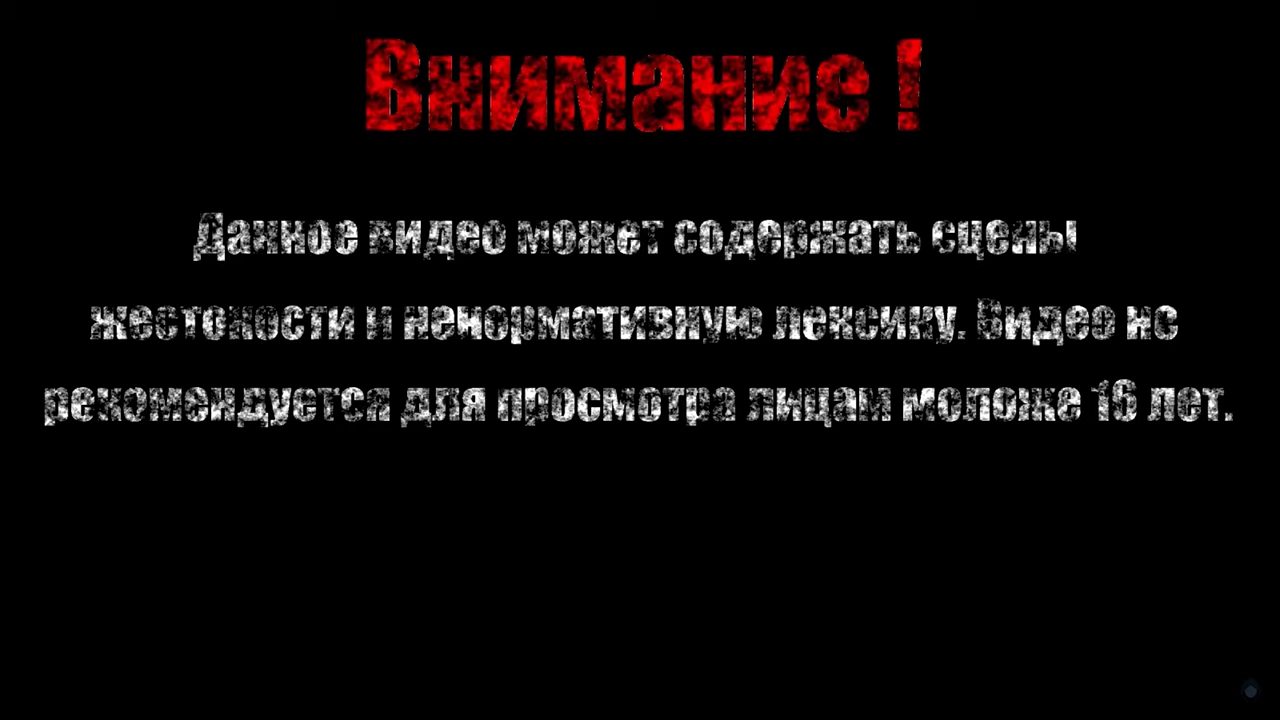 Внимание !
Данное видео может содержать сцены
жестокости и ненормативную лексику. Видео не
рекомендуется для просмотра лицам моложе 16 лет.